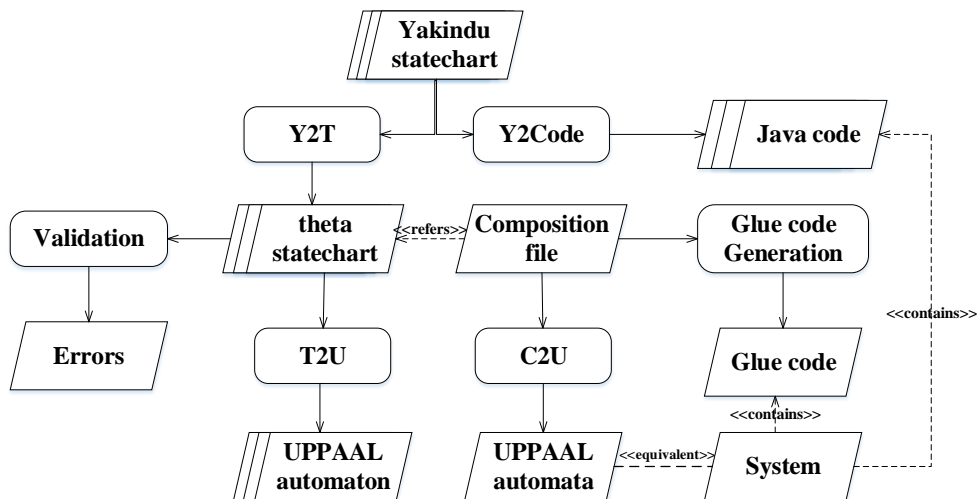 Yakindu
statechart
Y2T
Y2Code
Java code
Validation
theta
statechart
<<refers>>
Composition
file
Glue code
Generation
<<contains>>
Errors
T2U
C2U
Glue code
<<contains>>
UPPAAL
automaton
UPPAAL
automata
<<equivalent>>
System